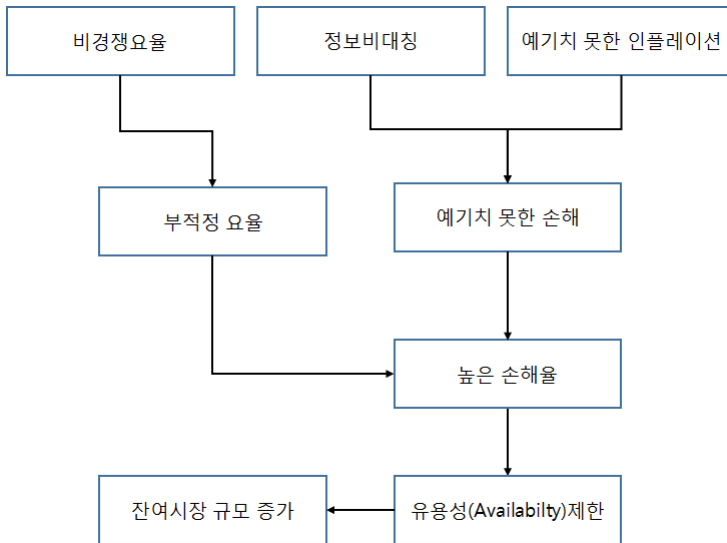 비경쟁요율
정보비대칭
예기치 못한 인플레이션
부적정 요율
예기치 못한 손해
높은 손해율
잔여시장 규모 증가
유용성(Availabilty)제한